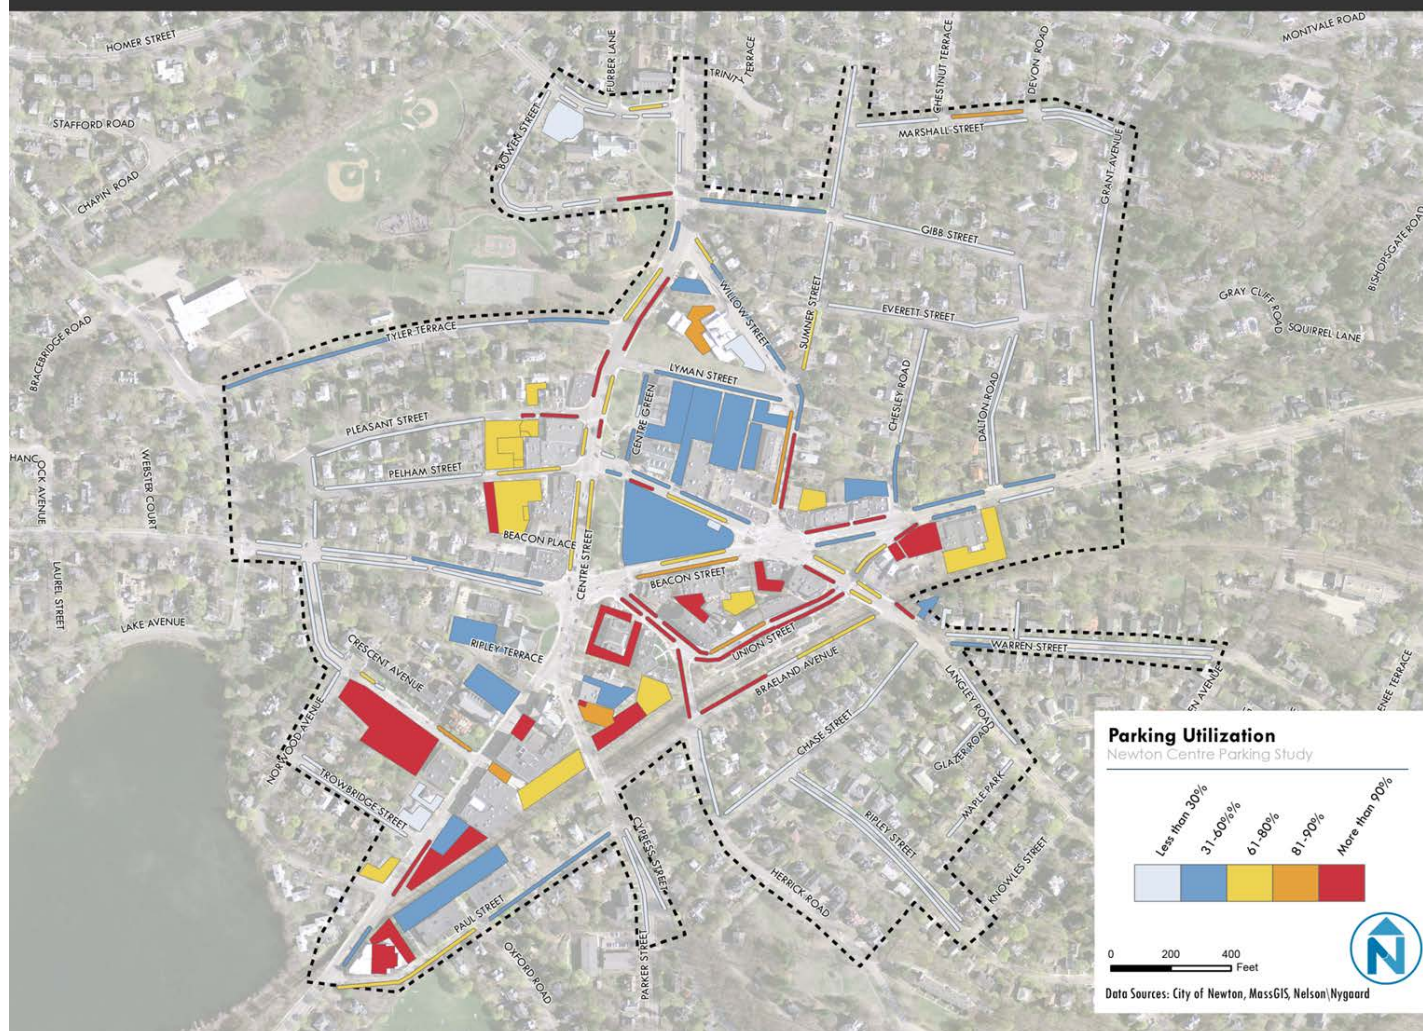 HOMER STREET
FURBER LANE
TRINITY TERRACE
CHESTNUT TERRACE
DEVON ROAD
MONTVALE ROAD
STAFFORD ROAD
CHAPIN ROAD
BOWEN STREET
MARSHALL STREET
GRANT AVENUE
BISHOPSGATE ROAD
GIBB STREET
BRACEBRIDGE ROAD
TYLER TERRACE
WILLOW STREET
SUMNER STREET
EVERETT STREET
GRAY CLIFF ROAD
SQUIRREL LANE
LYMAN STREET
CENTRE GREEN
CHESLEY ROAD
DALTON ROAD
PLEASANT STREET
PELHAM STREET
HANC
OCK AVENUE
WEBSTER COURT
BEACON PLACE
CENTRE STREET
BEACON STREET
LAUREL STREET
LAKE AVENUE
CRESCENT AVENUE
RIPLEY TERRACE
UNION STREET
BRAELAND AVENUE
WARREN STREET
LANGLEY ROAD
EN AVENUE
ENEE TERRACE
NORWOOD AVENUE
TROWBRIDGE STREET
CHASE STREET
GLAZER ROAD
MAPLE PARK
RIPLEY STREET
KNOWLES STREET
CYPRESS STREET
HERRICK ROAD
PAUL STREET
OXFORD ROAD
PARKER STREET
Parking Utilization
Newton Centre Parking Study
Less than 30%
31-60%%
61-80%
81-90%
More than 90%
0 200 400
Feet
N
Data Sources: City of Newton, MassGIS, Nelson\Nygaard